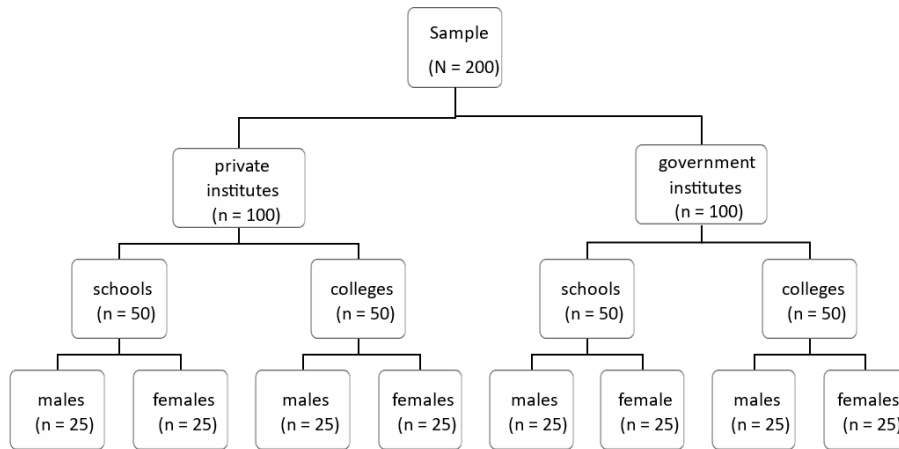 Sample
(N = 200)
private
institutes
(n = 100)
government
institutes
(n = 100)
schools
(n = 50)
colleges
(n = 50)
schools
(n = 50)
colleges
(n = 50)
males
(n = 25)
females
(n = 25)
males
(n = 25)
females
(n = 25)
males
(n = 25)
female
(n = 25)
males
(n = 25)
females
(n = 25)